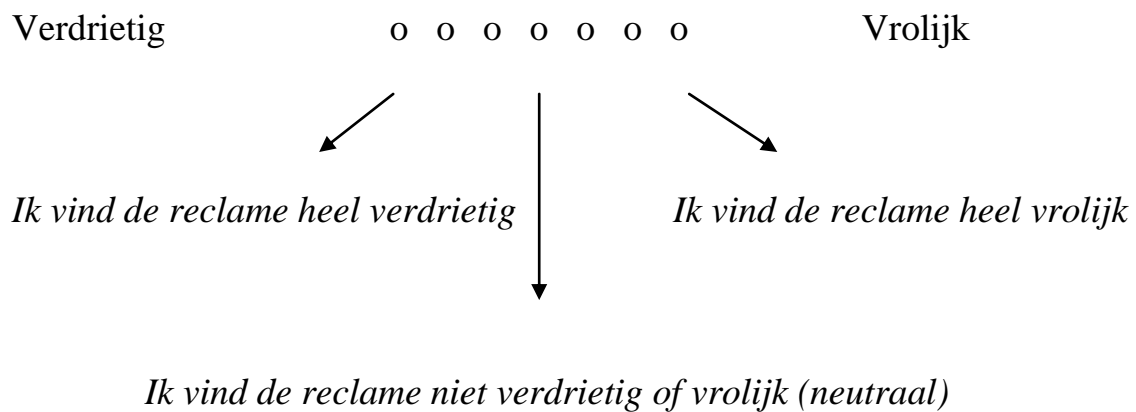 Verdrietig o o o o o o o Vrolijk
Ik vind de reclame heel verdrietig Ik vind de reclame heel vrolijk
Ik vind de reclame niet verdrietig of vrolijk (neutraal)